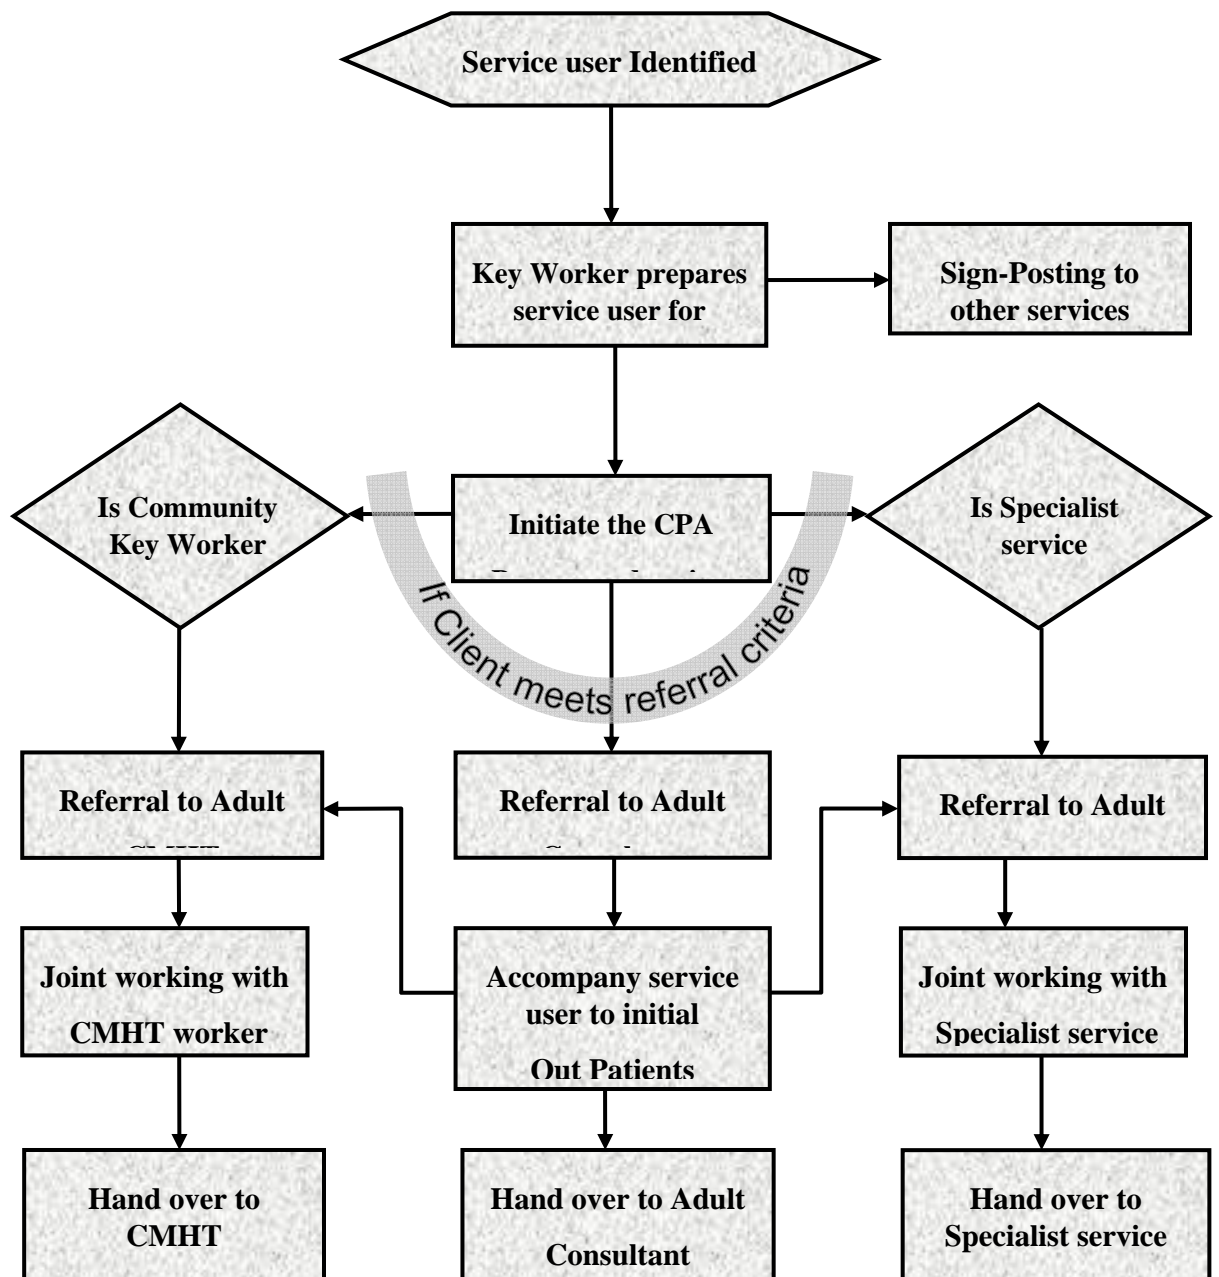 Service user Identified
Key Worker prepares
service user for
Sign-Posting to
other services
Is Community
Key Worker
Initiate the CPA
Is Specialist
service
If Client meets referral criteria
Referral to Adult
CMHT
Referral to Adult
Referral to Adult
Joint working with
CMHT worker
Accompany service
user to initial
Out Patients
Joint working with
Specialist service
Hand over to
CMHT
Hand over to Adult
Consultant
Hand over to
Specialist service